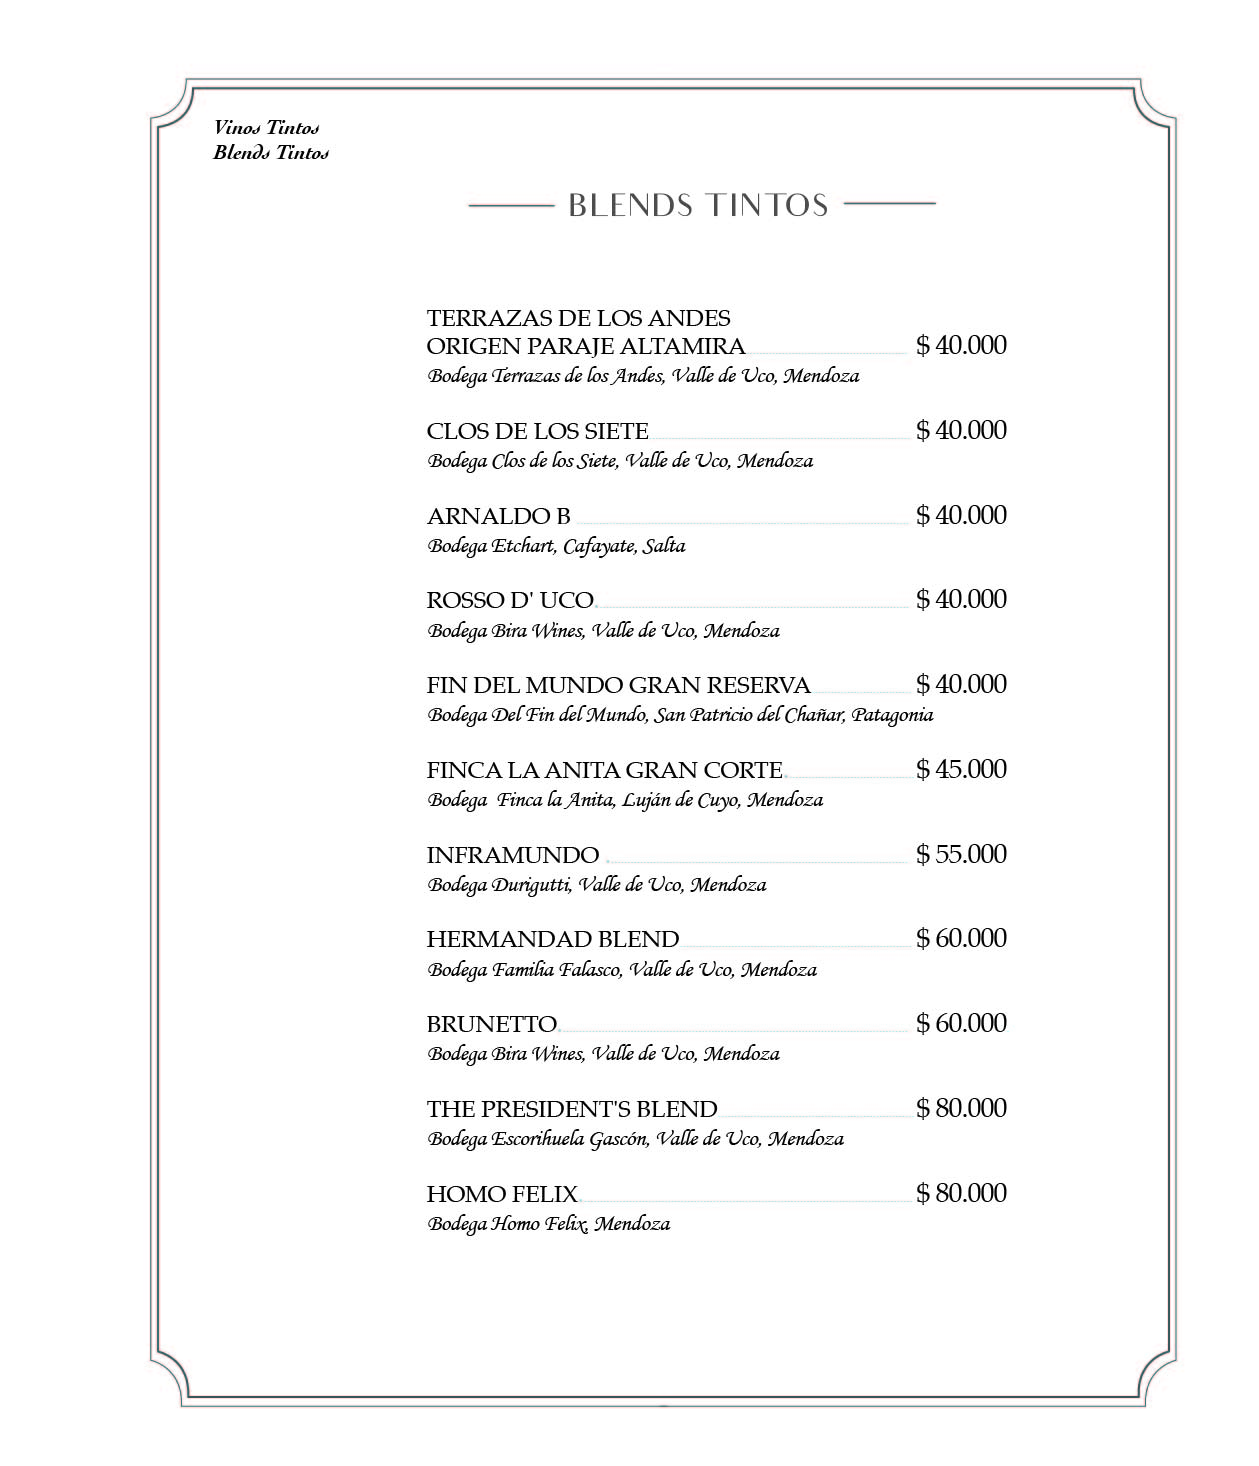 Vinos Tintos
Blends Tintos
BLENDS TINTOS
TERRAZAS DE LOS ANDES
ORIGEN PARAJE ALTAMIRA $ 40.000
Bodega Terrazas de los Andes, Valle de Uco, Mendoza
CLOS DE LOS SIETE $ 40.000
Bodega Clos de los Siete, Valle de Uco, Mendoza
ARNALDO B $ 40.000
Bodega Etchart, Cafayate, Salta
ROSSO D' UCO $ 40.000
Bodega Bira Wines, Valle de Uco, Mendoza
FIN DEL MUNDO GRAN RESERVA $ 40.000
Bodega Del Fin del Mundo, San Patricio del Chañar, Patagonia
FINCA LA ANITA GRAN CORTE $ 45.000
Bodega Finca la Anita, Luján de Cuyo, Mendoza
INFRAMUNDO $ 55.000
Bodega Durigutti, Valle de Uco, Mendoza
HERMANDAD BLEND $ 60.000
Bodega Familia Falasco, Valle de Uco, Mendoza
BRUNETTO $ 60.000
Bodega Bira Wines, Valle de Uco, Mendoza
THE PRESIDENT'S BLEND $ 80.000
Bodega Escorihuela Gascón, Valle de Uco, Mendoza
HOMO FELIX $ 80.000
Bodega Homo Felix, Mendoza